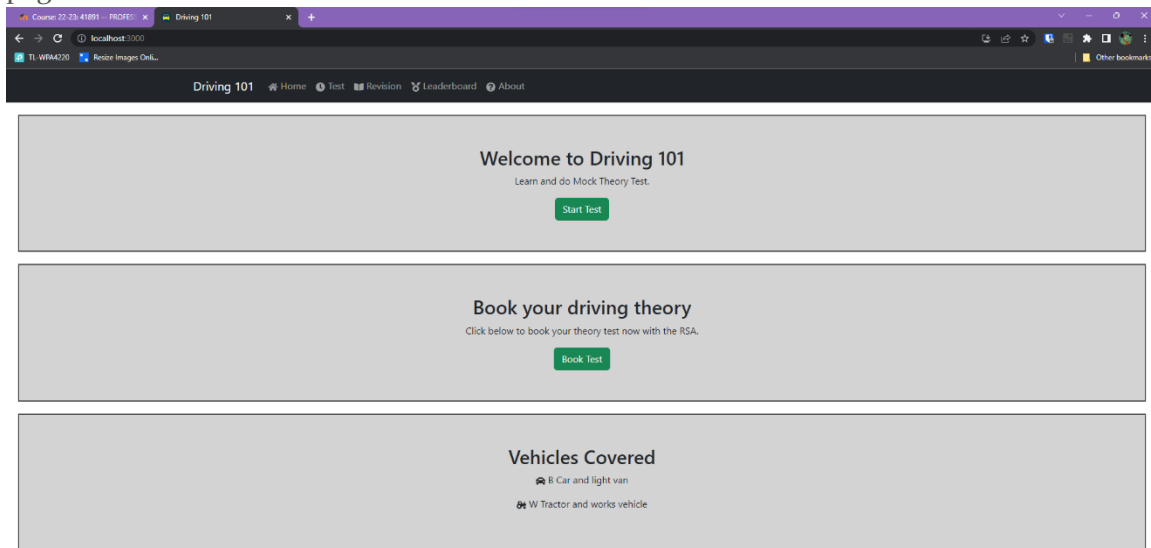 Course: 22-23: 41891 -- PROFES
Driving 101
localhost:3000
TL-WPA4220 Resize Images Onli...
Other bookmarks
Driving 101 Home Test Revision Leaderboard About
Welcome to Driving 101
Learn and do Mock Theory Test.
Start Test
Book your driving theory
Click below to book your theory test now with the RSA.
Book Test
Vehicles Covered
B Car and light van
W Tractor and works vehicle